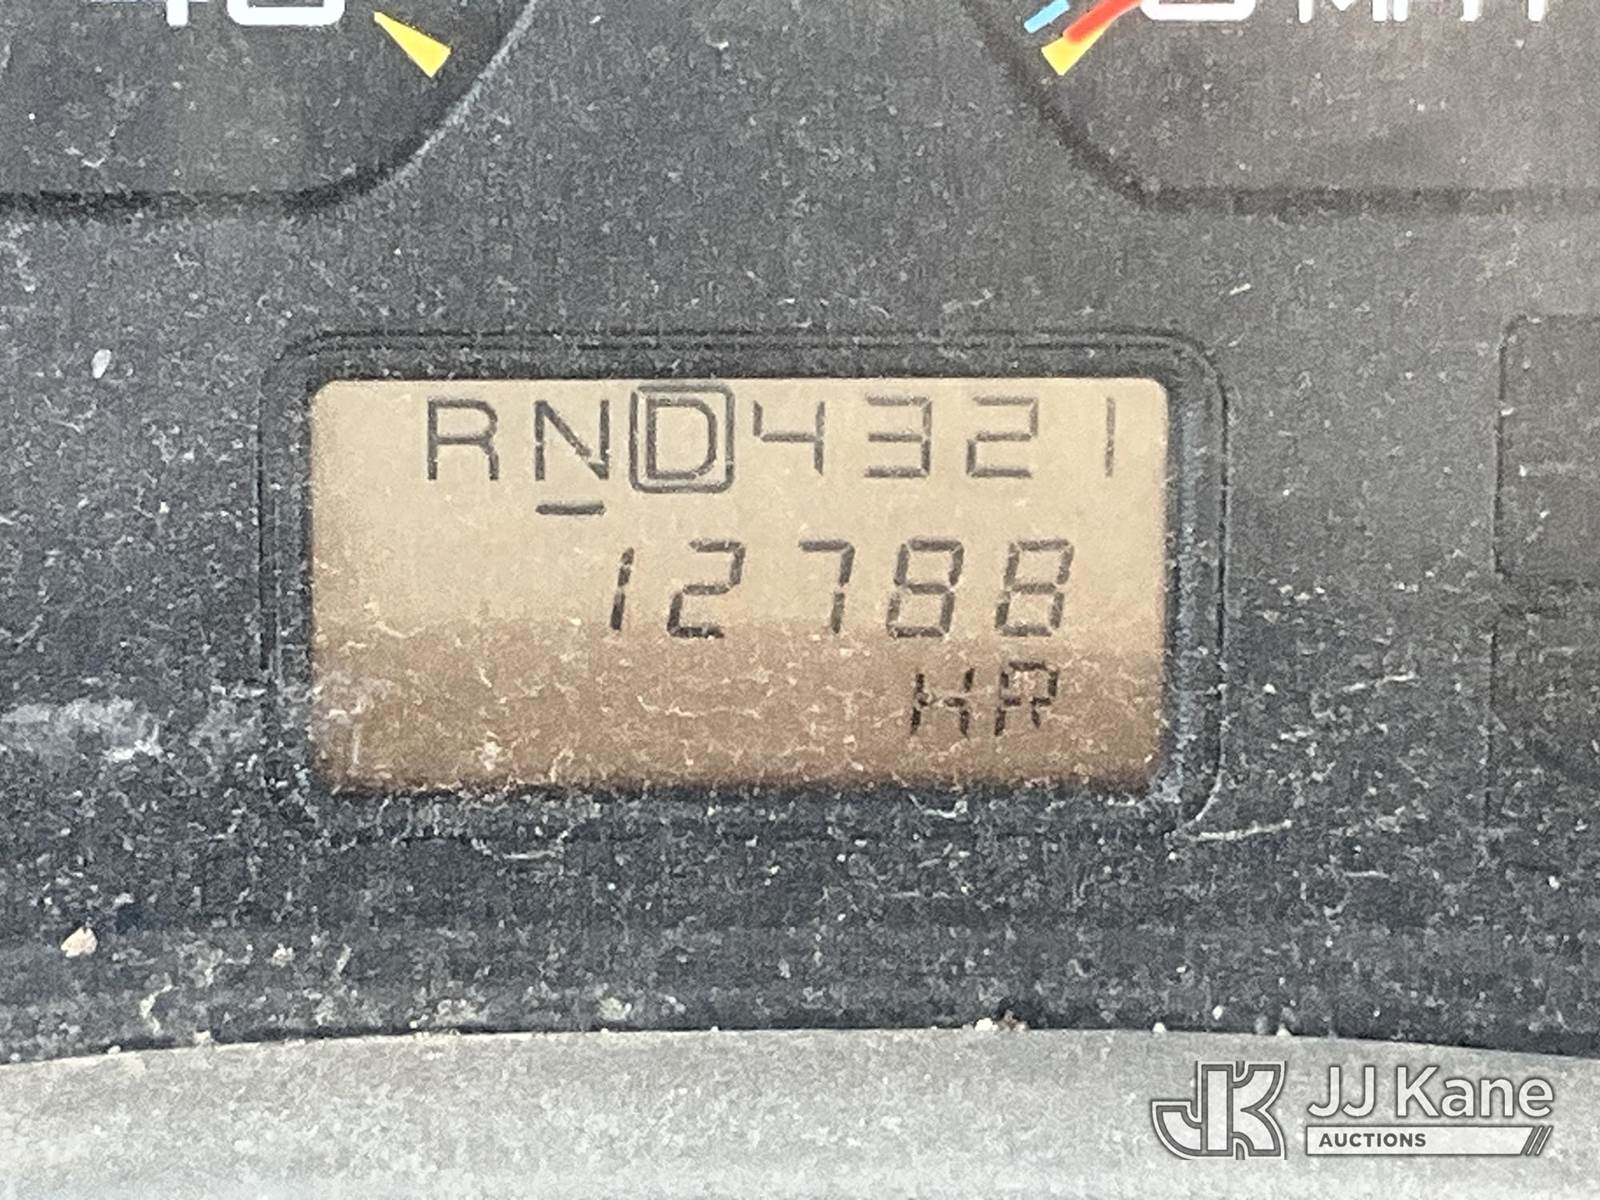 RND4321
12788
HR
JJ Kane
AUCTIONS